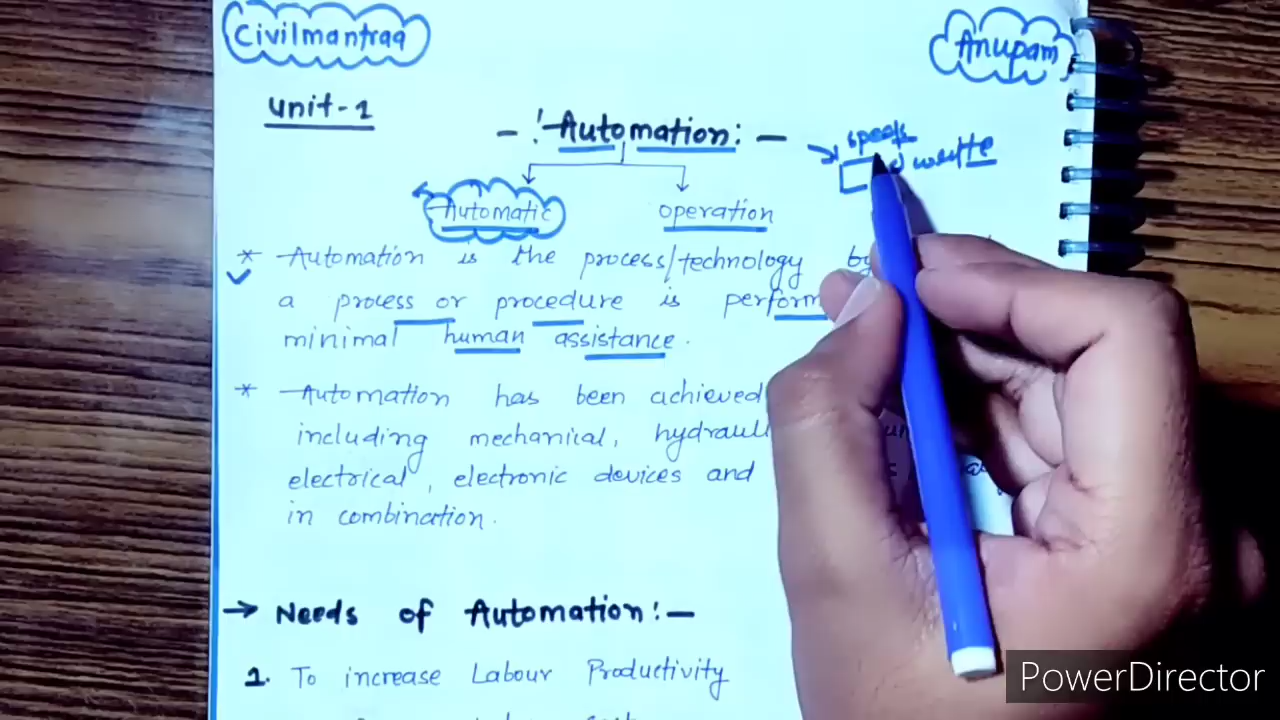 Civilmantraa
Anupam
Unit-1
-: Automation: -
speak
write
Automatic
operation
* Automation is the process/technology by
a process or procedure is perform
minimal human assistance.
* Automation has been achieved
including mechanical, hydraul
electrical, electronic devices and
in combination.
→ Needs of Automation:-
1. To increase Labour Productivity
PowerDirector